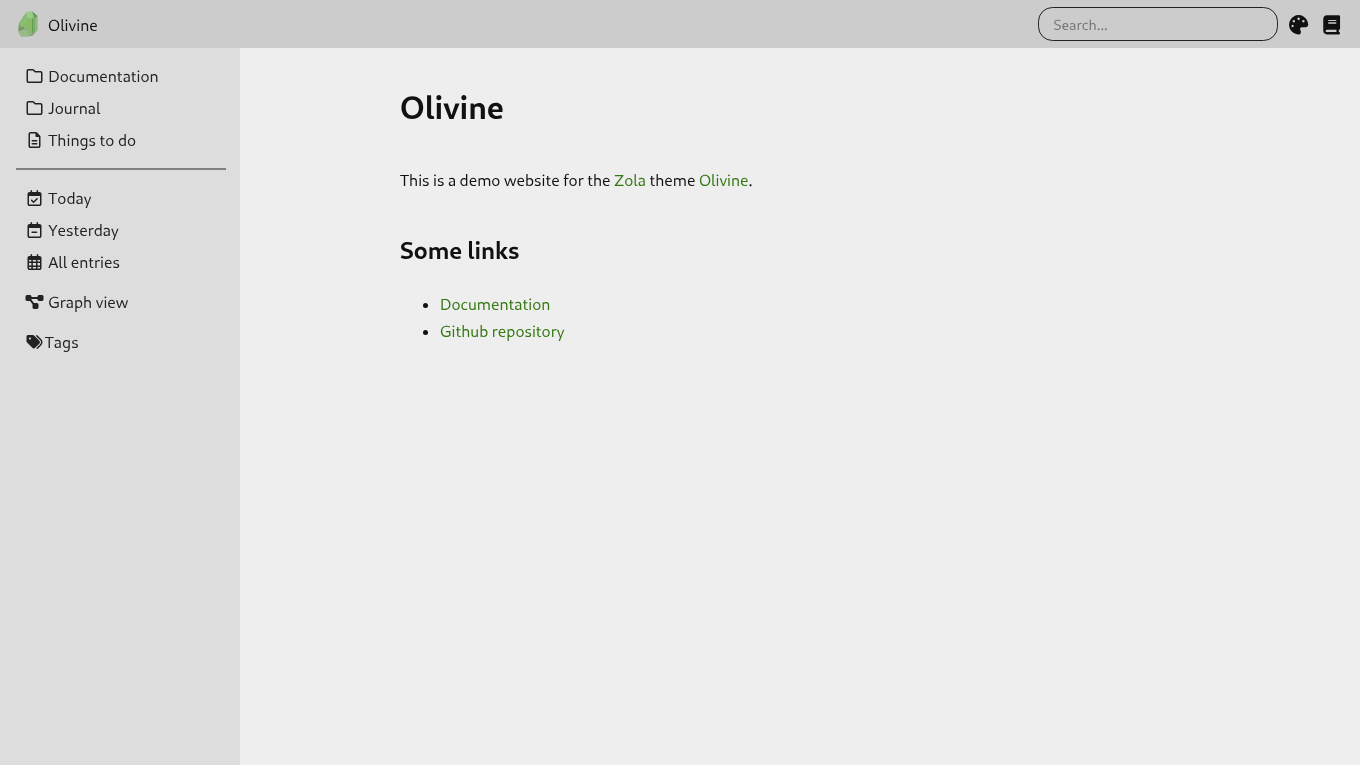 Olivine
Search...
Documentation
Journal
Things to do
Today
Yesterday
All entries
Graph view
Tags
Olivine
This is a demo website for the Zola theme Olivine.
Some links
Documentation
Github repository